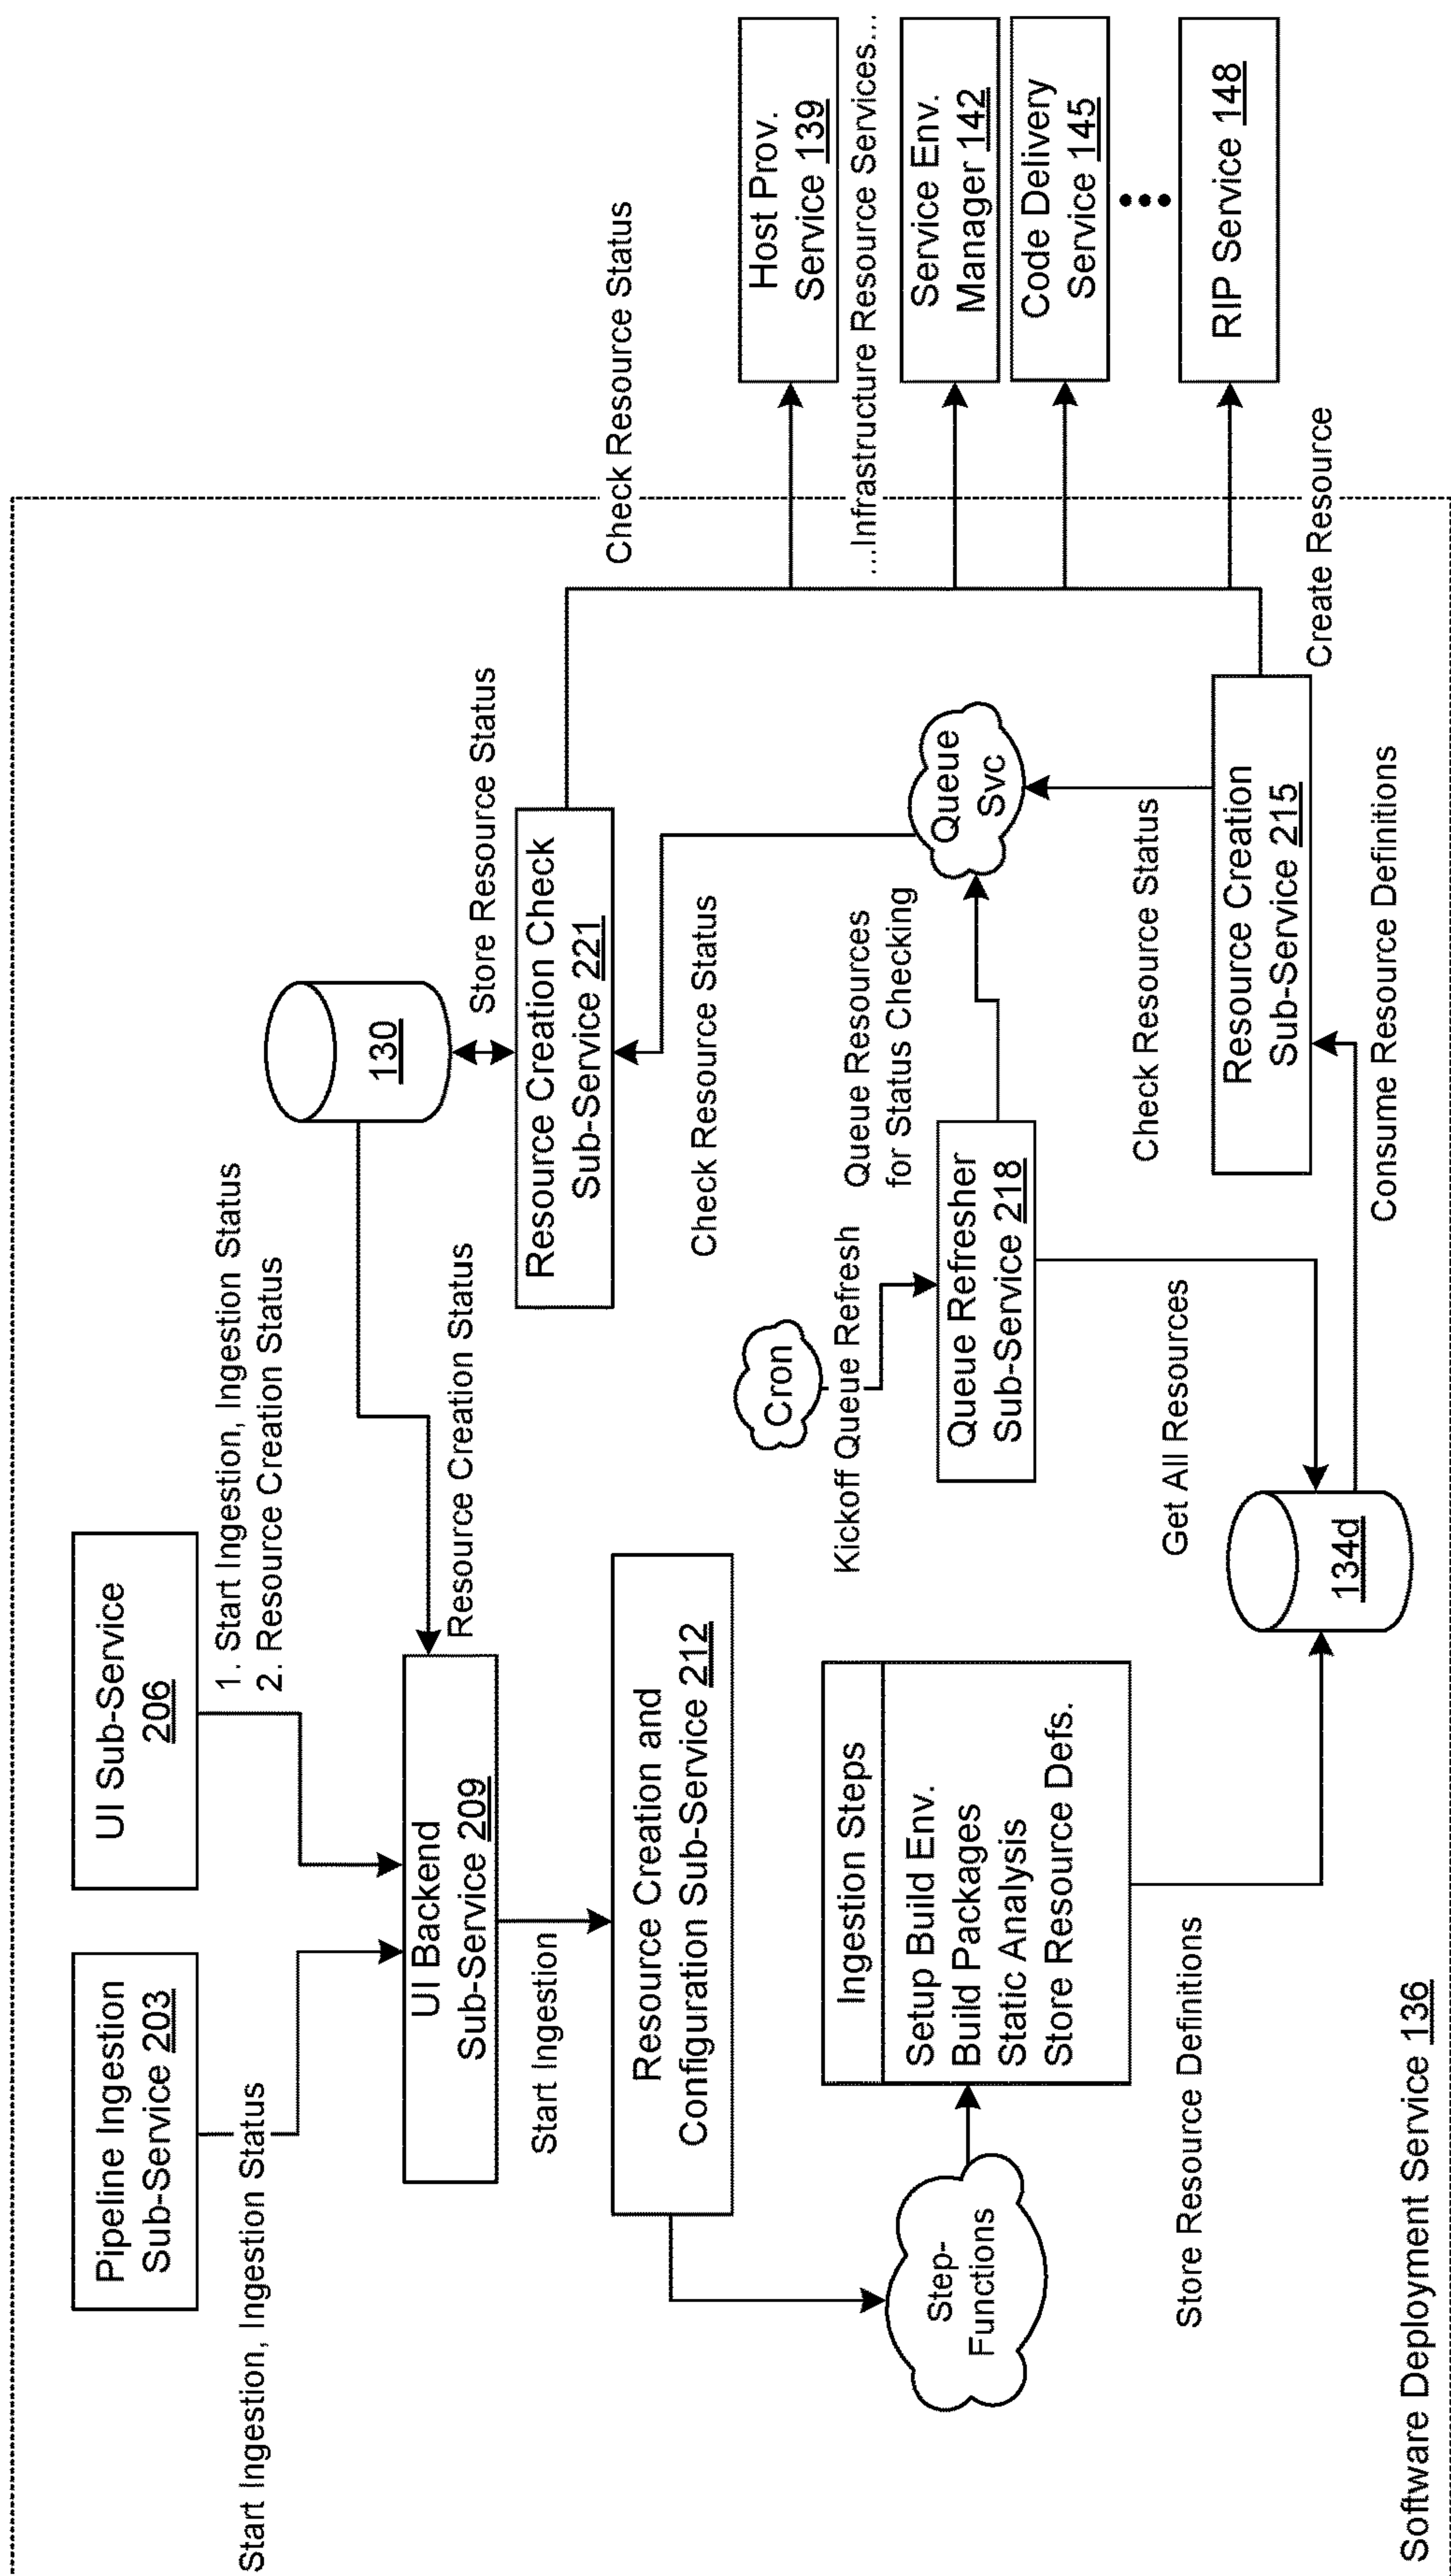 Pipeline Ingestion
Sub-Service 203
UI Sub-Service
206
Start Ingestion, Ingestion Status
1. Start Ingestion, Ingestion Status
2. Resource Creation Status
130
Store Resource Status
Check Resource Status
UI Backend
Sub-Service 209
Resource Creation Status
Resource Creation Check
Sub-Service 221
Start Ingestion
Resource Creation and
Configuration Sub-Service 212
Check Resource Status
Host Prov.
Service 139
Cron
Kickoff Queue Refresh
Queue Resources
for Status Checking
...Infrastructure Resource Services...
Ingestion Steps
Setup Build Env.
Build Packages
Static Analysis
Store Resource Defs.
Step-
Functions
Queue Refresher
Sub-Service 218
Queue
Svc
Service Env.
Manager 142
Code Delivery
Service 145
Check Resource Status
Get All Resources
Store Resource Definitions
RIP Service 148
Resource Creation
Sub-Service 215
134d
Create Resource
Consume Resource Definitions
Software Deployment Service 136